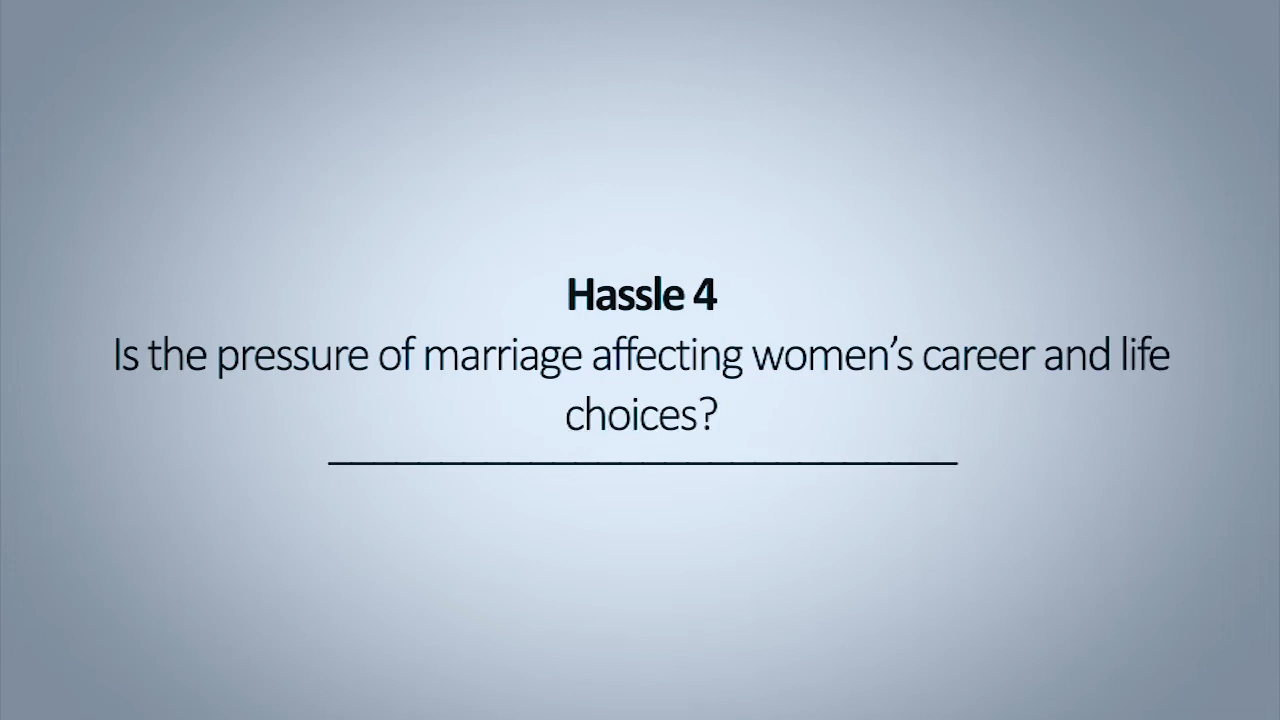 Hassle 4
Is the pressure of marriage affecting women’s career and life
choices?